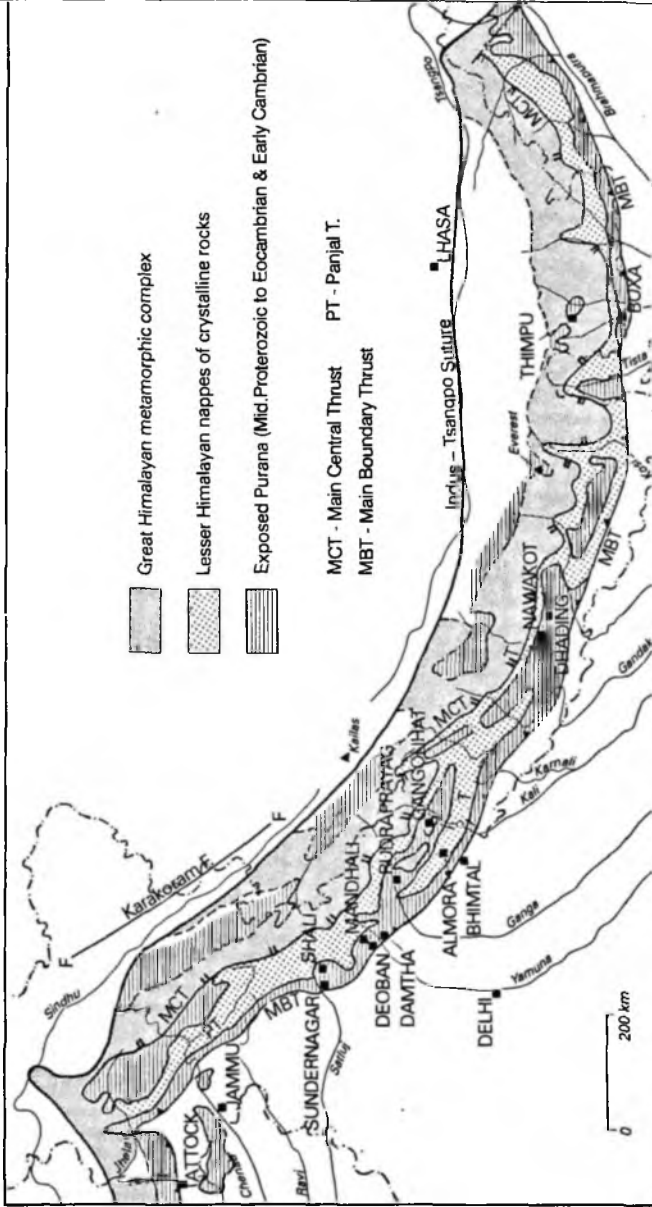 Great Himalayan metamorphic complex
Lesser Himalayan nappes of crystalline rocks
Exposed Purana (Mid.Proterozoic to Eocambrian & Early Cambrian)
MCT - Main Central Thrust
PT - Panjal T.
MBT - Main Boundary Thrust
Karakoram F
F
F
Sindhu
MCT
PT
MBT
Jhelam
ATTOCK
JAMMU
Chenab
Ravi
SUNDERNAGAR
SHALI
Satluj
MANDHALI
DEOBAN
DAMTHA
RUDRAPRAYAG
GANGOLIHAT
ALMORA
BHIMTAL
DELHI
Yamuna
Ganga
Kailas
MCT
T
T
Kali
Karnali
Gandak
NAWAKOT
DHADING
Indus – Tsangpo Suture
Everest
MBT
Kosi
LHASA
THIMPU
Tista
BUXA
Tsangpo
MCT
MBT
Brahmaputra
0
200 km